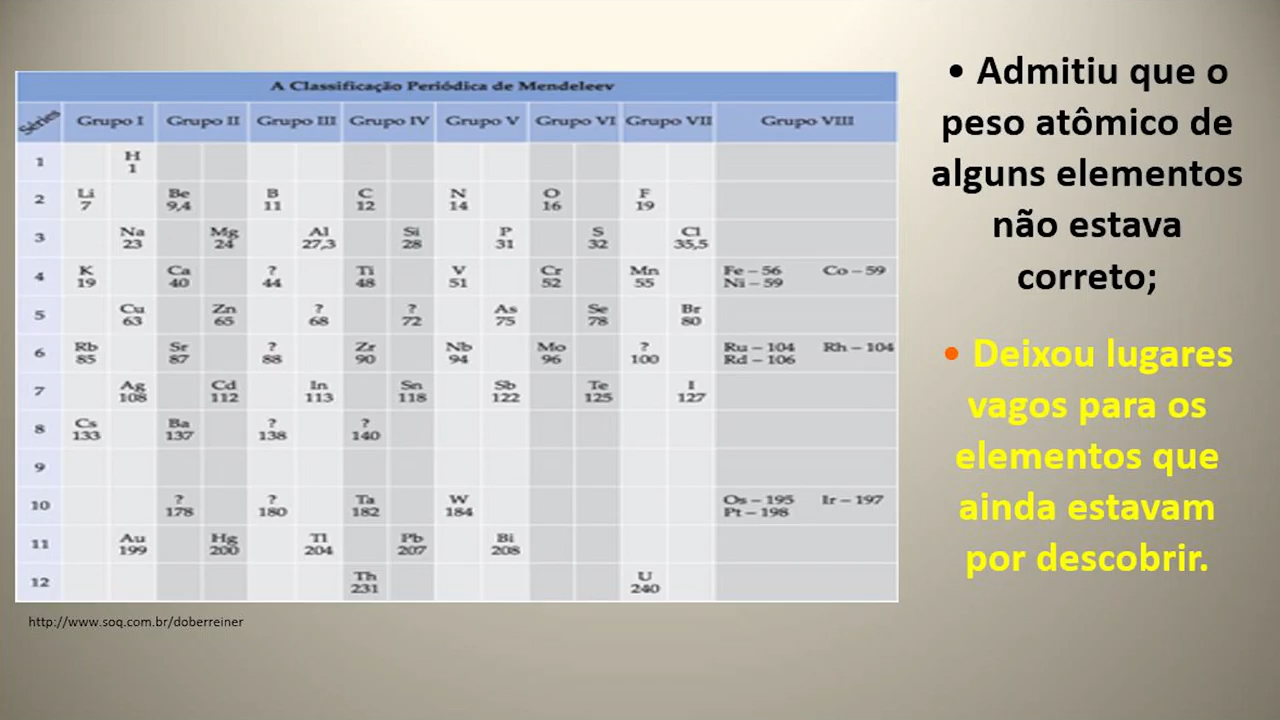 A Classificação Periódica de Mendeleev
Séries Grupo I Grupo II Grupo III Grupo IV Grupo V Grupo VI Grupo VII Grupo VIII
1 H
1
2 Li Be B C N O F
7 9,4 11 12 14 16 19
3 Na Mg Al Si P S Cl
23 24 27,3 28 31 32 35,5
4 K Ca ? Ti V Cr Mn Fe – 56 Co – 59
19 40 44 48 51 52 55 Ni – 59
5 Cu Zn ? ? As Se Br
63 65 68 72 75 78 80
6 Rb Sr ? Zr Nb Mo ? Ru – 104 Rh – 104
85 87 88 90 94 96 100 Rd – 106
7 Ag Cd In Sn Sb Te I
108 112 113 118 122 125 127
8 Cs Ba ? ?
133 137 138 140
9
10 ? ? Ta W Os – 195 Ir – 197
178 180 182 184 Pt – 198
11 Au Hg Tl Pb Bi
199 200 204 207 208
12 Th U
231 240
http://www.soq.com.br/doberreiner
• Admitiu que o
peso atômico de
alguns elementos
não estava
correto;
• Deixou lugares
vagos para os
elementos que
ainda estavam
por descobrir.